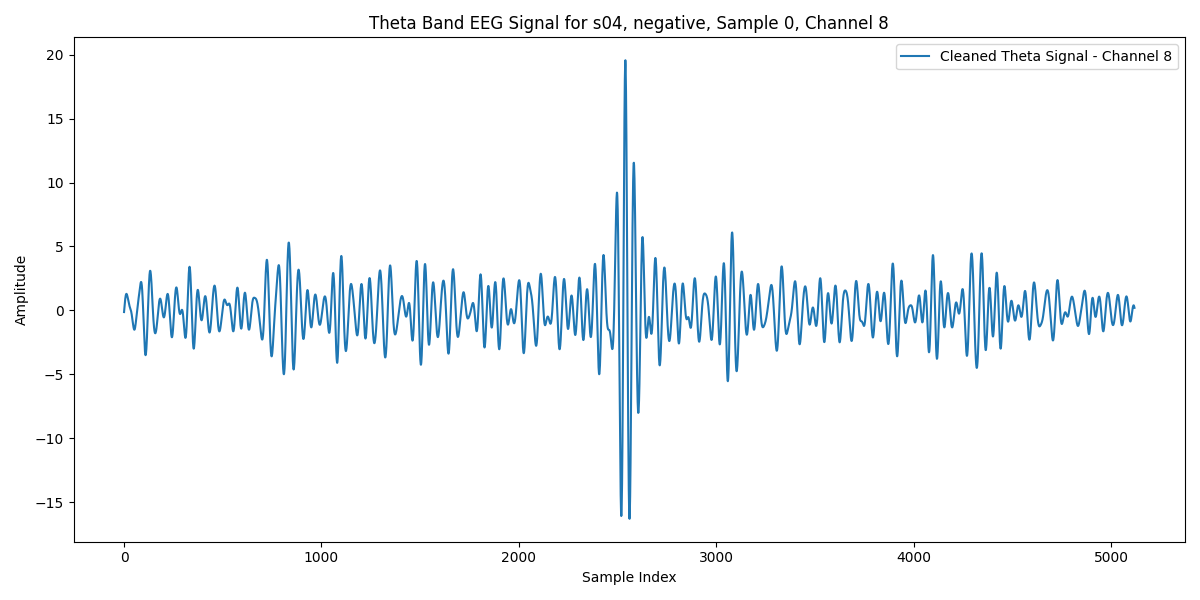 Theta Band EEG Signal for s04, negative, Sample 0, Channel 8
Cleaned Theta Signal - Channel 8
20
15
10
5
0
−5
−10
−15
Amplitude
0 1000 2000 3000 4000 5000
Sample Index